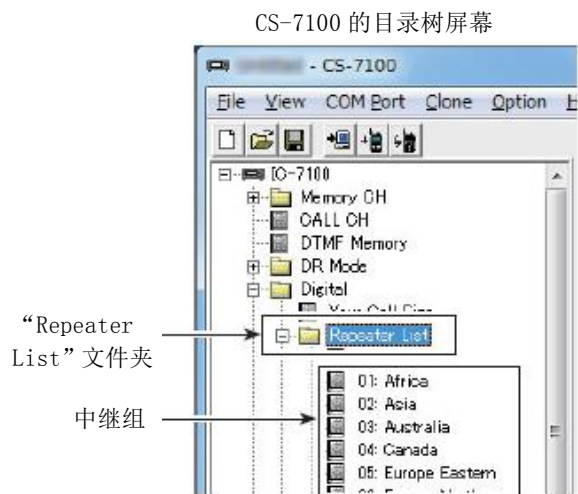 CS-7100 的目录树屏幕
- CS-7100
File View COM Port Clone Option H
IC-7100
Memory CH
CALL CH
DTMF Memory
DR Mode
Digital
“Repeater
List”文件夹
Repeater List
中继组
01: Africa
02: Asia
03: Australia
04: Canada
05: Europe Eastern